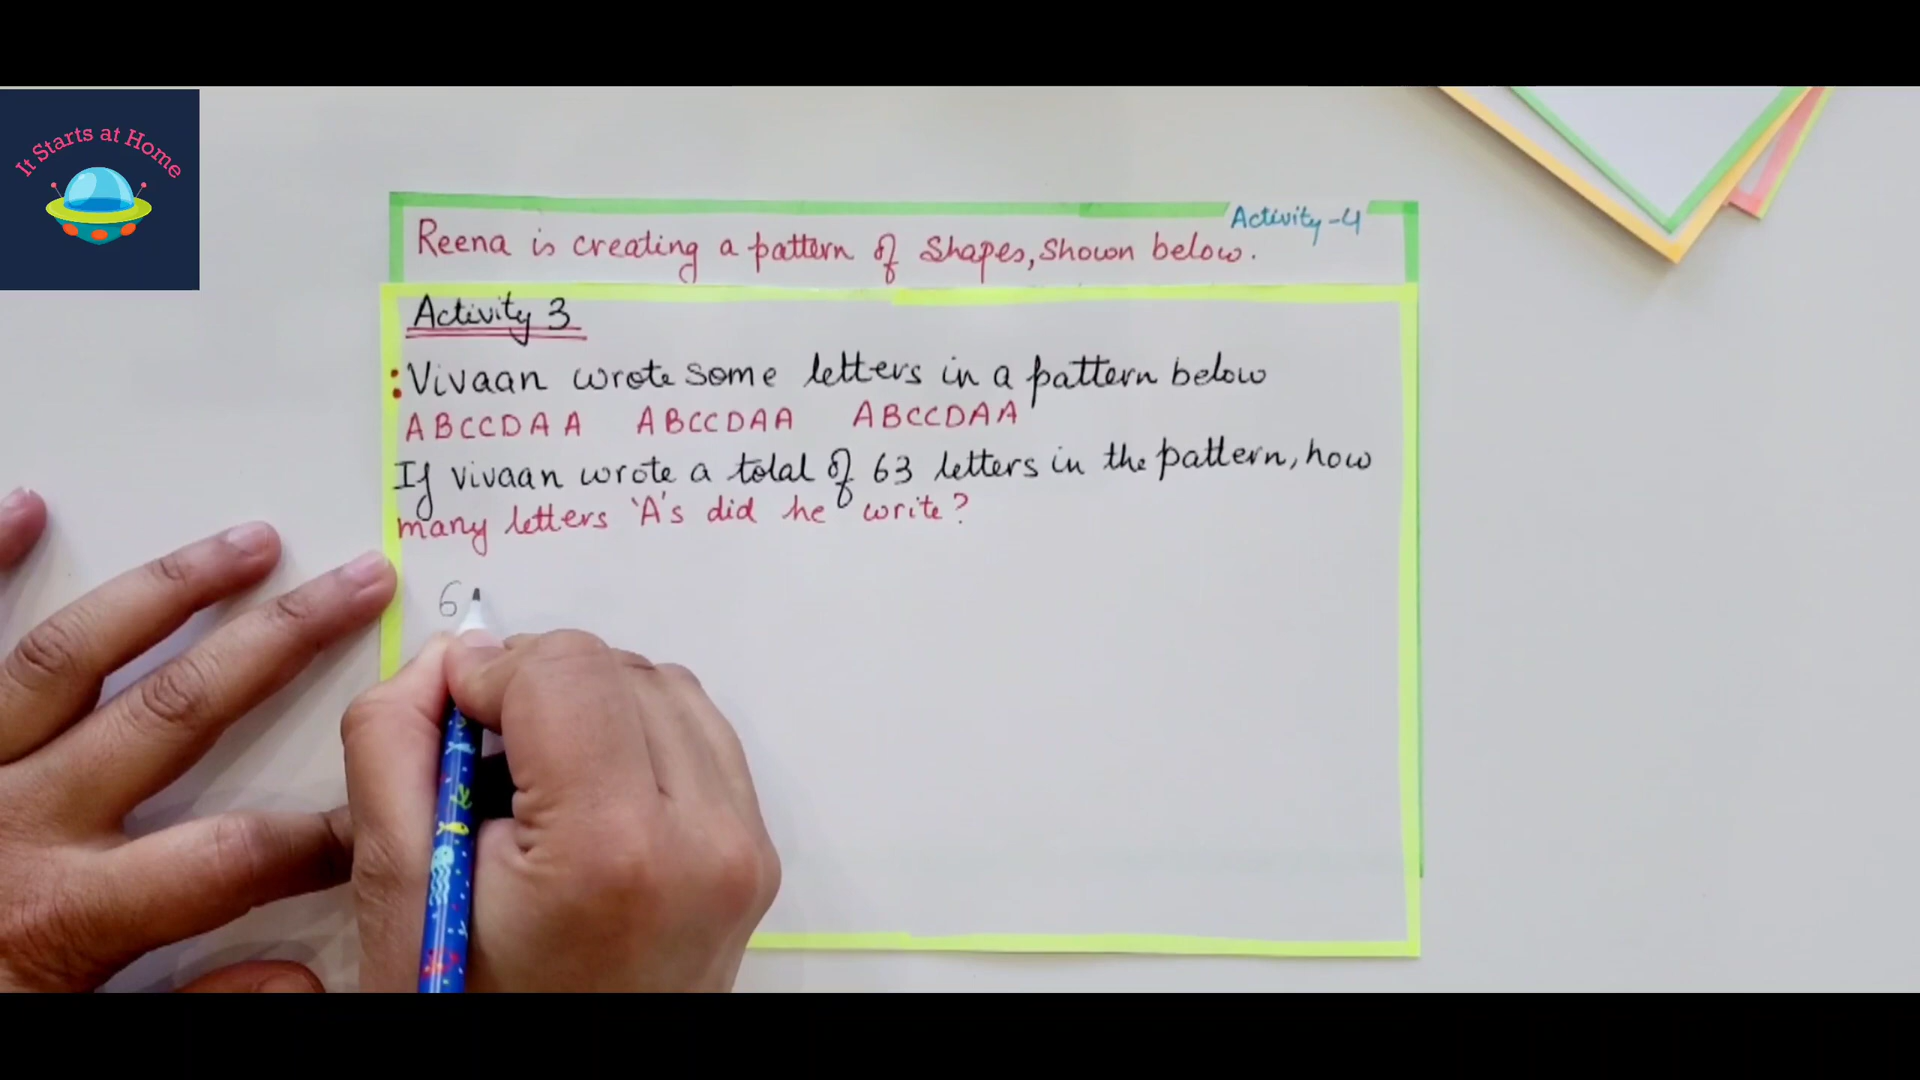 It Starts at Home
Activity-4
Reena is creating a pattern of Shapes, Shown below.
Activity 3
:Vivaan wrote some letters in a pattern below
ABCCDAA ABCCDAA ABCCDAA
If vivaan wrote a total of 63 letters in the pattern, how
many letters 'A's did he write?
6